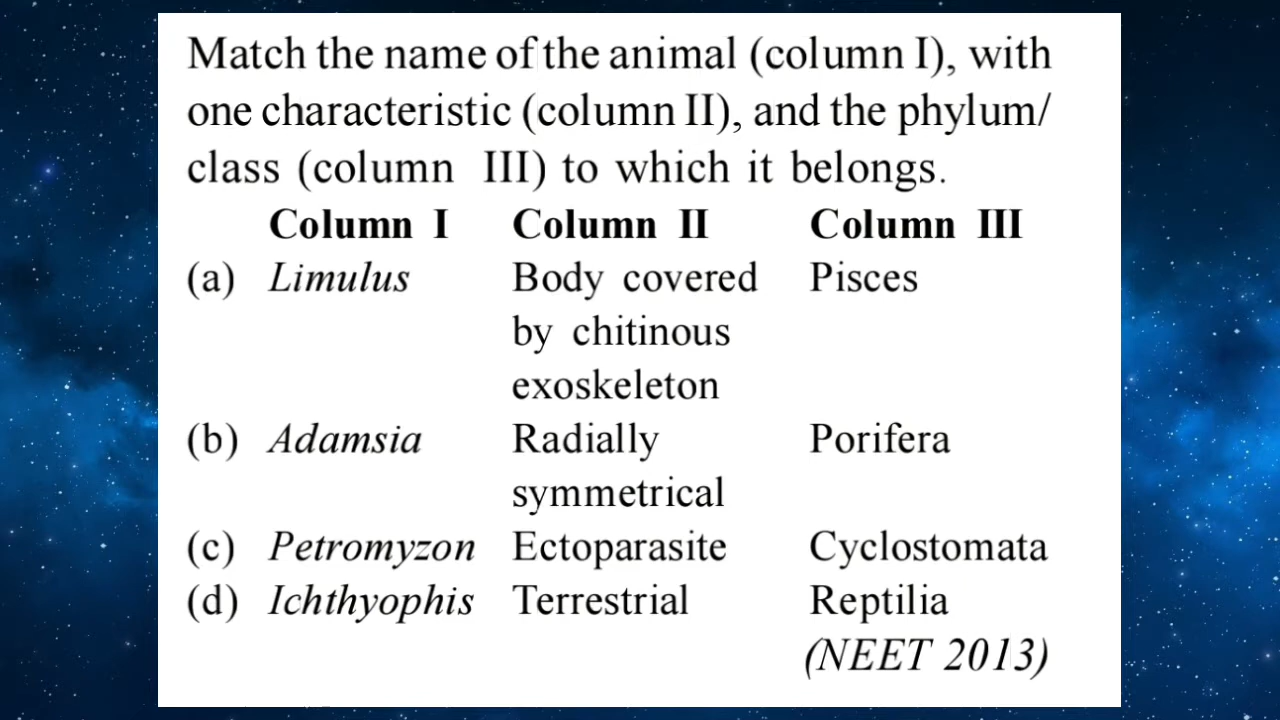 Match the name of the animal (column I), with
one characteristic (column II), and the phylum/
class (column III) to which it belongs.
Column I Column II Column III
(a) Limulus Body covered Pisces
by chitinous
exoskeleton
(b) Adamsia Radially Porifera
symmetrical
(c) Petromyzon Ectoparasite Cyclostomata
(d) Ichthyophis Terrestrial Reptilia
(NEET 2013)